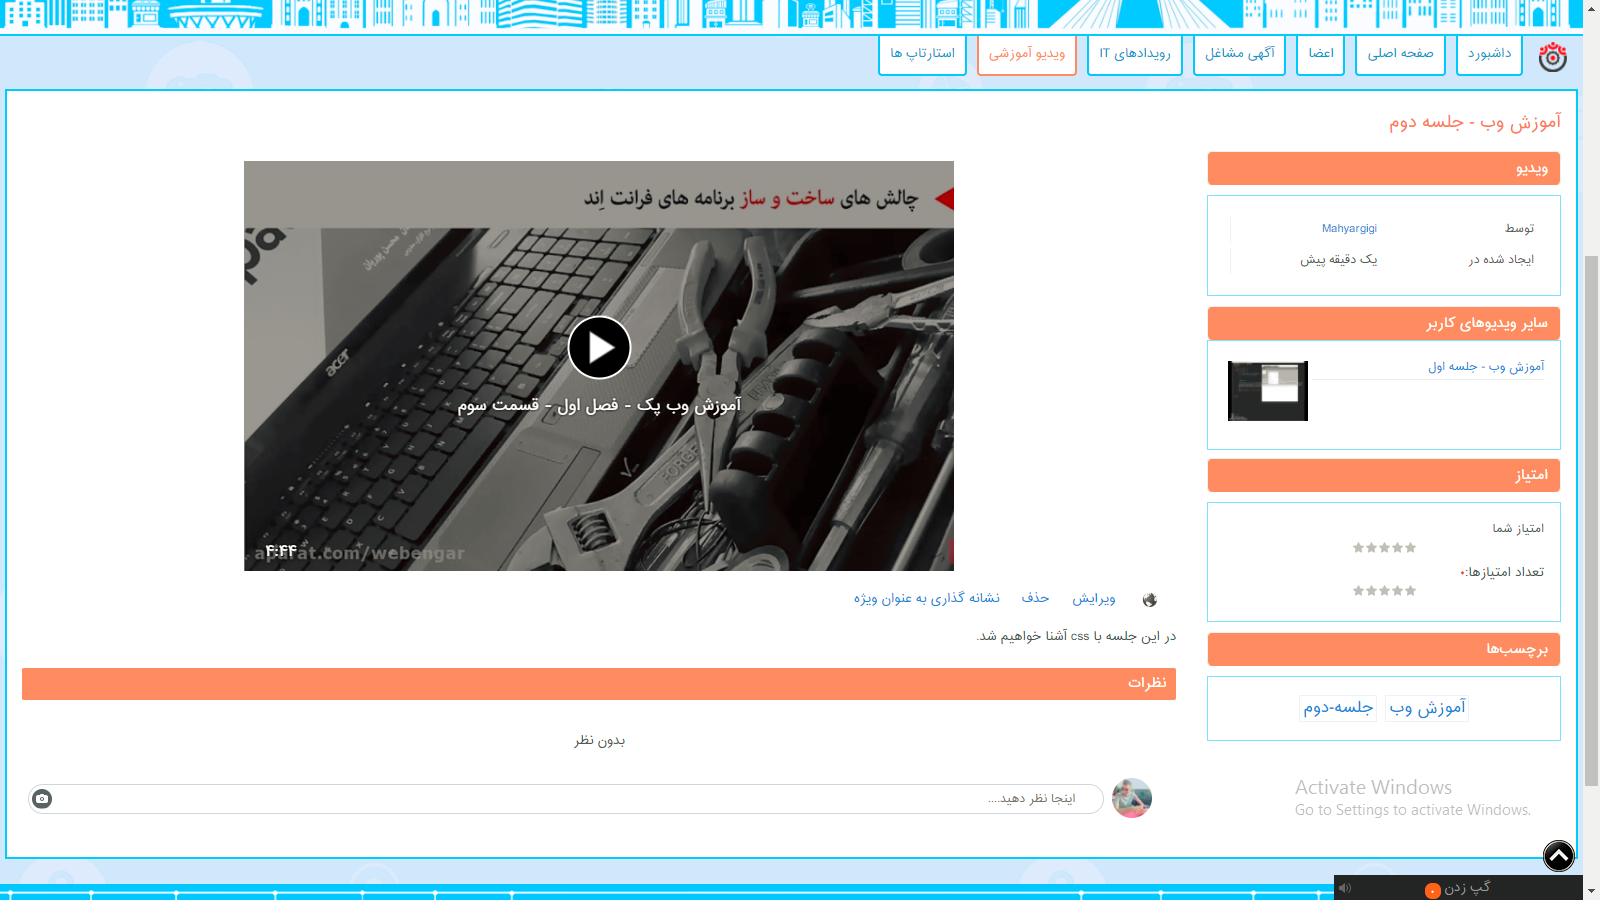 داشبورد
صفحه اصلی
اعضا
آگهی مشاغل
رویدادهای IT
ویدیو آموزشی
استارتاپ ها
آموزش وب - جلسه دوم
ویدیو
توسط Mahyargigi
ایجاد شده در یک دقیقه پیش
سایر ویدیوهای کاربر
آموزش وب - جلسه اول
امتیاز
امتیاز شما
تعداد امتیازها:۰
برچسب‌ها
آموزش وب جلسه-دوم
چالش های ساخت و ساز برنامه های فرانت اِند
acer
آموزش وب پک - فصل اول - قسمت سوم
FORGE
۴:۴۴
aparat.com/webengar
ویرایش حذف نشانه گذاری به عنوان ویژه
در این جلسه با css آشنا خواهیم شد.
نظرات
بدون نظر
اینجا نظر دهید....
Activate Windows
Go to Settings to activate Windows.
گپ زدن ۰